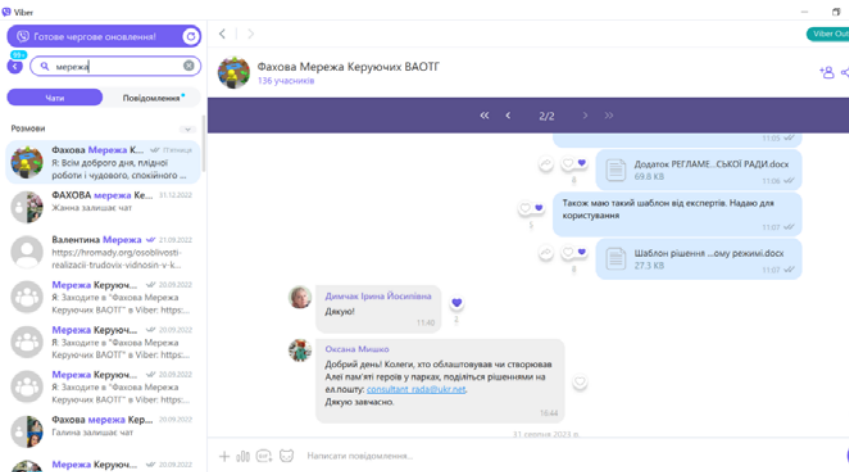 Viber
Готове чергове оновлення!
99+
мережа
Чати
Повідомлення
Розмови
Фахова Мережа К... П'ятниця
Я: Всім доброго дня, плідної
роботи і чудового, спокійного ...
ФАХОВА мережа Ке... 31.12.2022
Жанна залишає чат
Валентина Мережа 21.09.2022
https://hromady.org/osoblivosti-
realizacii-trudovix-vidnosin-v-k...
Мережа Керуюч... 20.09.2022
Я: Заходите в "Фахова Мережа
Керуючих ВАОТГ" в Viber: https:...
Мережа Керуюч... 20.09.2022
Я: Заходите в "Фахова Мережа
Керуючих ВАОТГ" в Viber: https:...
Мережа Керуюч... 20.09.2022
Я: Заходите в "Фахова Мережа
Керуючих ВАОТГ" в Viber: https:...
Фахова мережа Кер... 20.09.2022
Галина залишає чат
Мережа Керуюч... 20.09.2022
Viber Out
Фахова Мережа Керуючих ВАОТГ
136 учасників
2/2
11:05
Додаток РЕГЛАМЕ...СЬКОЇ РАДИ.docx
69.8 KB
11:06
8
Також маю такий шаблон від експертів. Надаю для
користування
11:07
5
Шаблон рішення ...ому режимі.docx
27.3 KB
11:07
8
Димчак Ірина Йосипівна
Дякую!
11:40
2
Оксана Мишко
Добрий день! Колеги, хто облаштовував чи створював
Алеї пам'яті героїв у парках, поділіться рішеннями на
ел.пошту: consultant_rada@ukr.net.
Дякую завчасно.
16:44
31 серпня 2023 р.
GIF
Написати повідомлення...